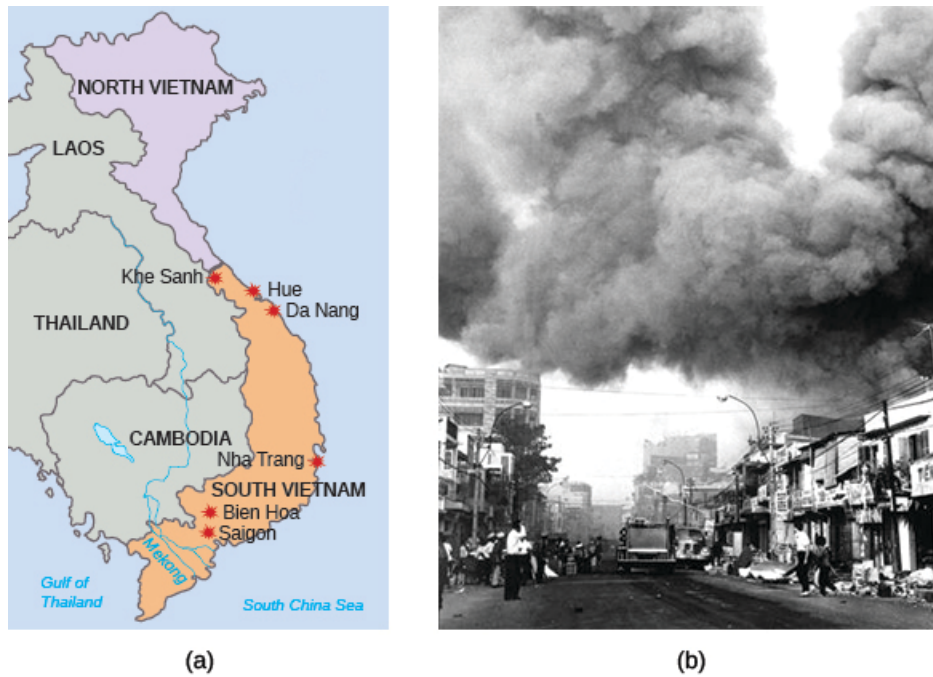 NORTH VIETNAM
LAOS
Khe Sanh
Hue
Da Nang
THAILAND
CAMBODIA
Nha Trang
SOUTH VIETNAM
Bien Hoa
Saigon
Mekong
Gulf of
Thailand
South China Sea
(a)
(b)